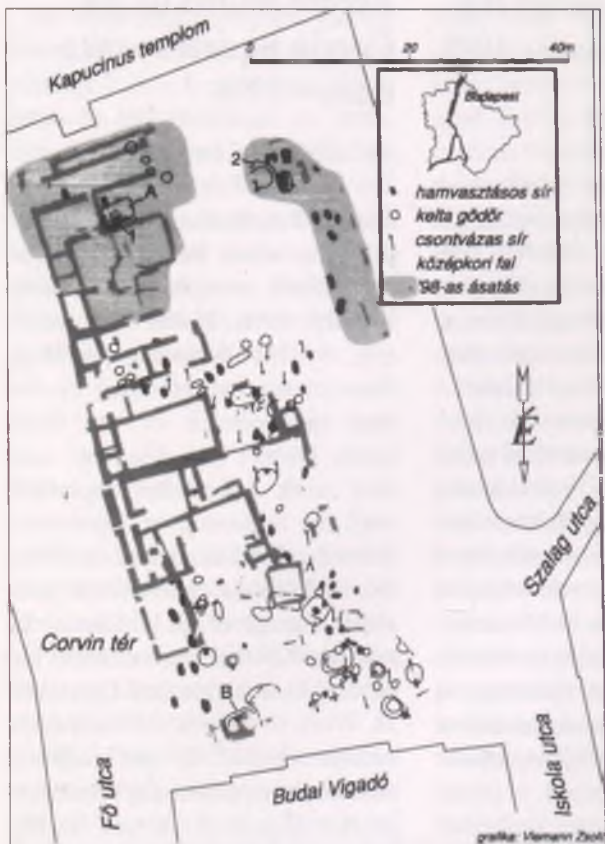 Kapucinus templom
0 20 40m
Budapest
hamvasztásos sír
kelta gödör
csontvázas sír
középkori fal
'98-as ásatás
2
A
Szalag utca
Corvin tér
B
Fő utca
Budai Vigadó
Iskola utca
grafika: Viemann Zsolt